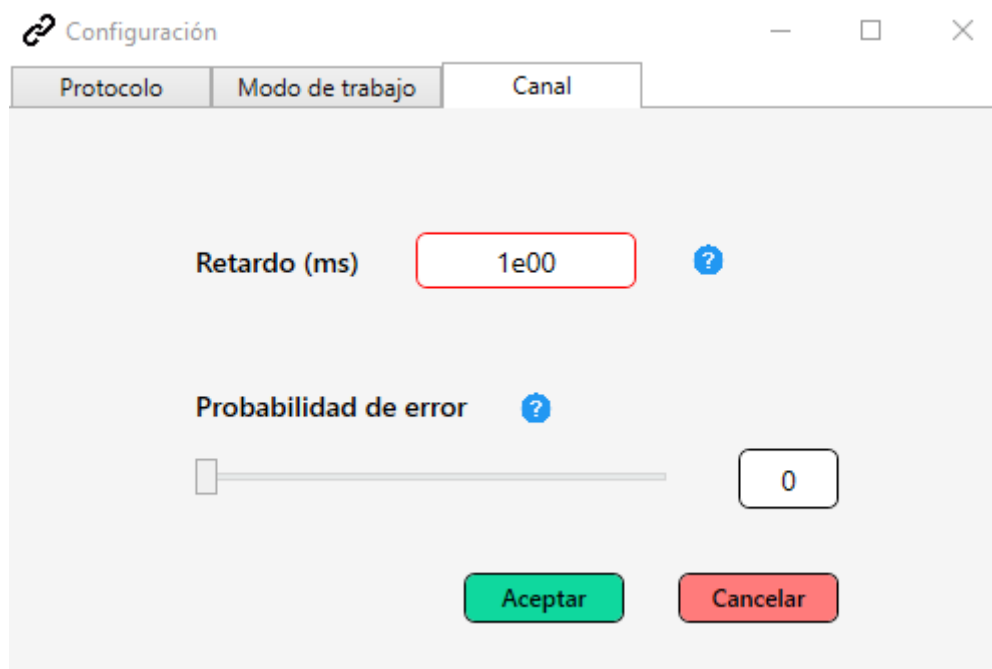 Configuración
Protocolo Modo de trabajo Canal
Retardo (ms) 1e00 ?
Probabilidad de error ?
0
Aceptar Cancelar